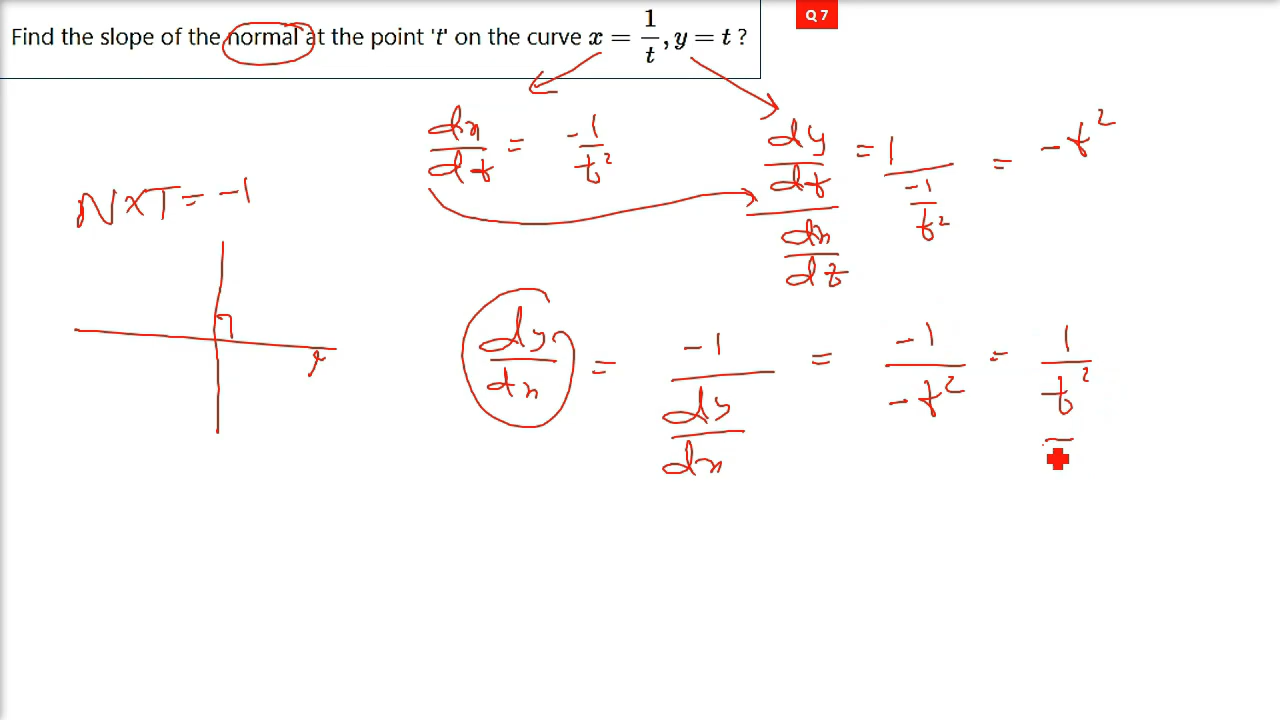 Q7
Find the slope of the normal at the point 't' on the curve x = 1/t, y = t ?
dx/dt = -1/t²
dy/dt / dx/dt = 1 / (-1/t²) = -t²
N×T = -1
dy/dx = -1 / (dy/dx) = -1 / -t² = 1/t²